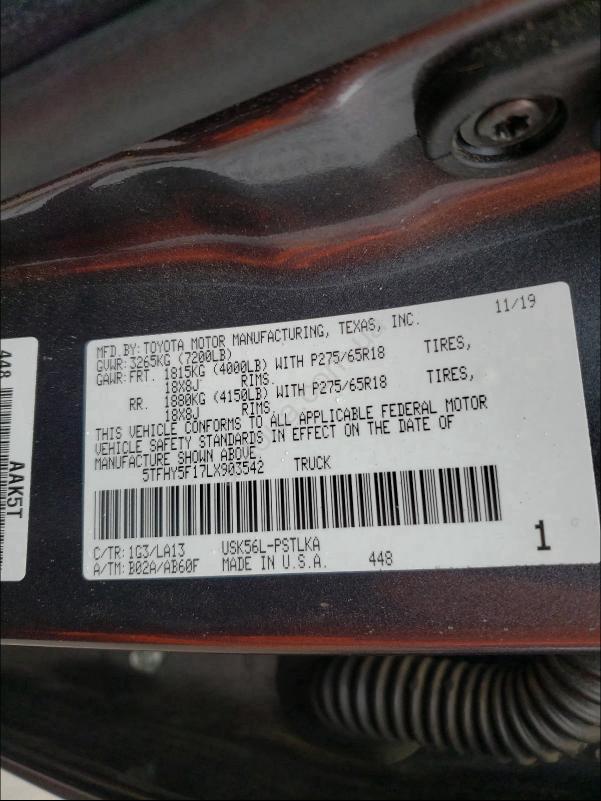 MFD.BY:TOYOTA MOTOR MANUFACTURING, TEXAS, INC. 11/19
GVWR:3265KG (7200LB)
GAWR:FRT. 1815KG (4000LB) WITH P275/65R18 TIRES,
18X8J RIMS.
RR. 1880KG (4150LB) WITH P275/65R18 TIRES,
18X8J RIMS.
THIS VEHICLE CONFORMS TO ALL APPLICABLE FEDERAL MOTOR
VEHICLE SAFETY STANDARDS IN EFFECT ON THE DATE OF
MANUFACTURE SHOWN ABOVE.
5TFHY5F17LX903542 TRUCK
C/TR:1G3/LA13 USK56L-PSTLKA
A/TM:B02A/AB60F MADE IN U.S.A. 448 1
448
AAK5T